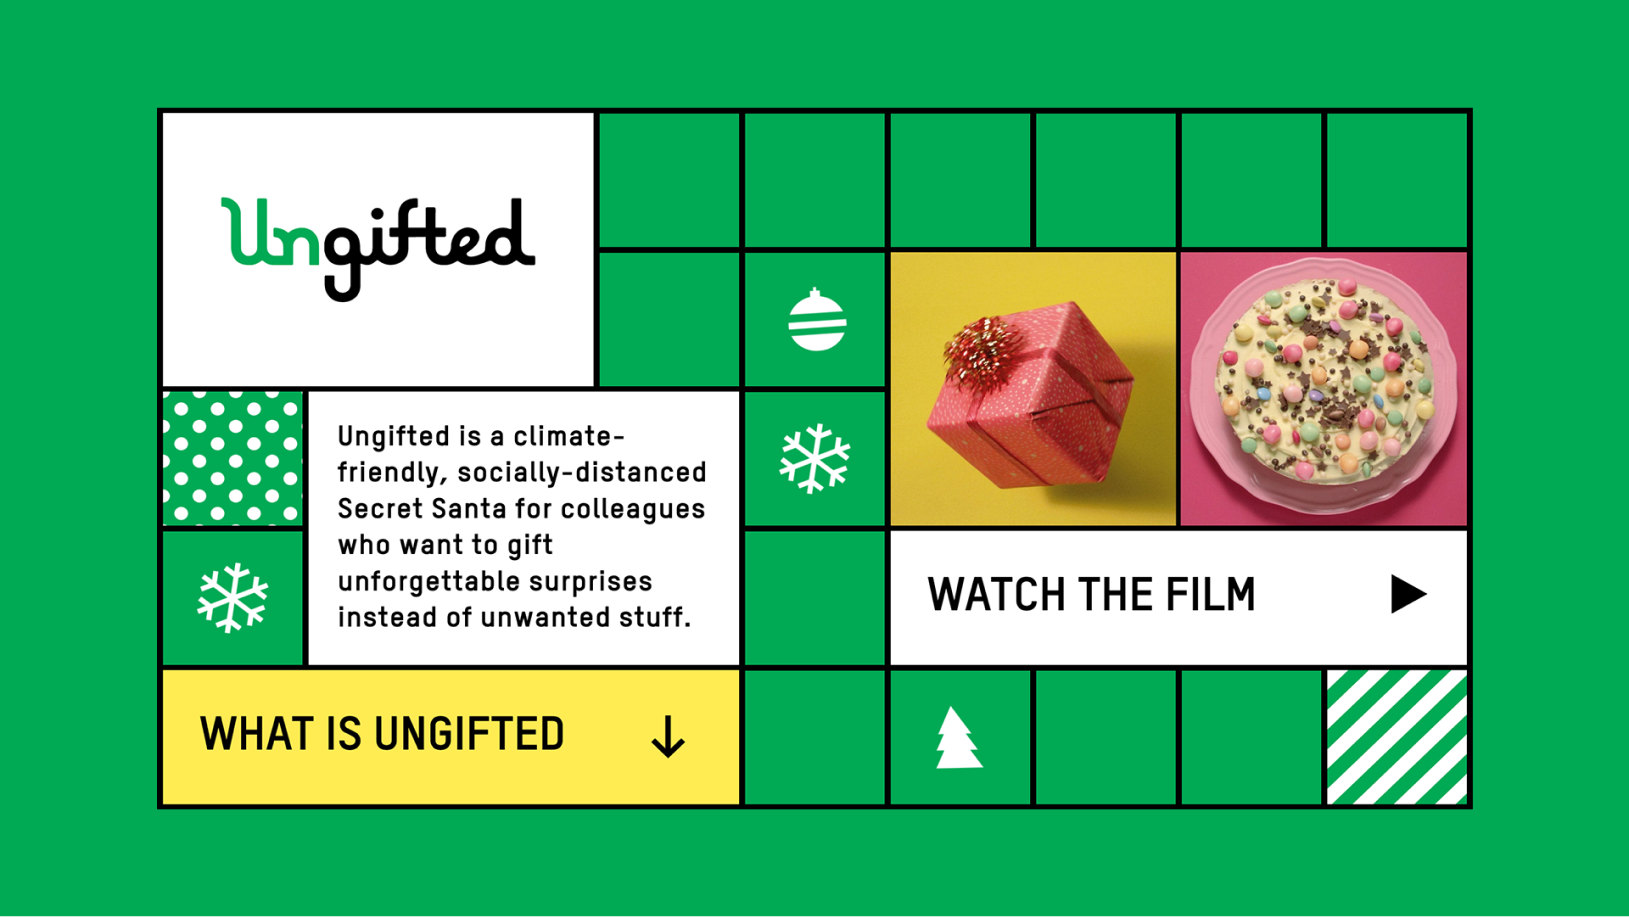 Ungifted
Ungifted is a climate-
friendly, socially-distanced
Secret Santa for colleagues
who want to gift
unforgettable surprises
instead of unwanted stuff.
WATCH THE FILM
WHAT IS UNGIFTED